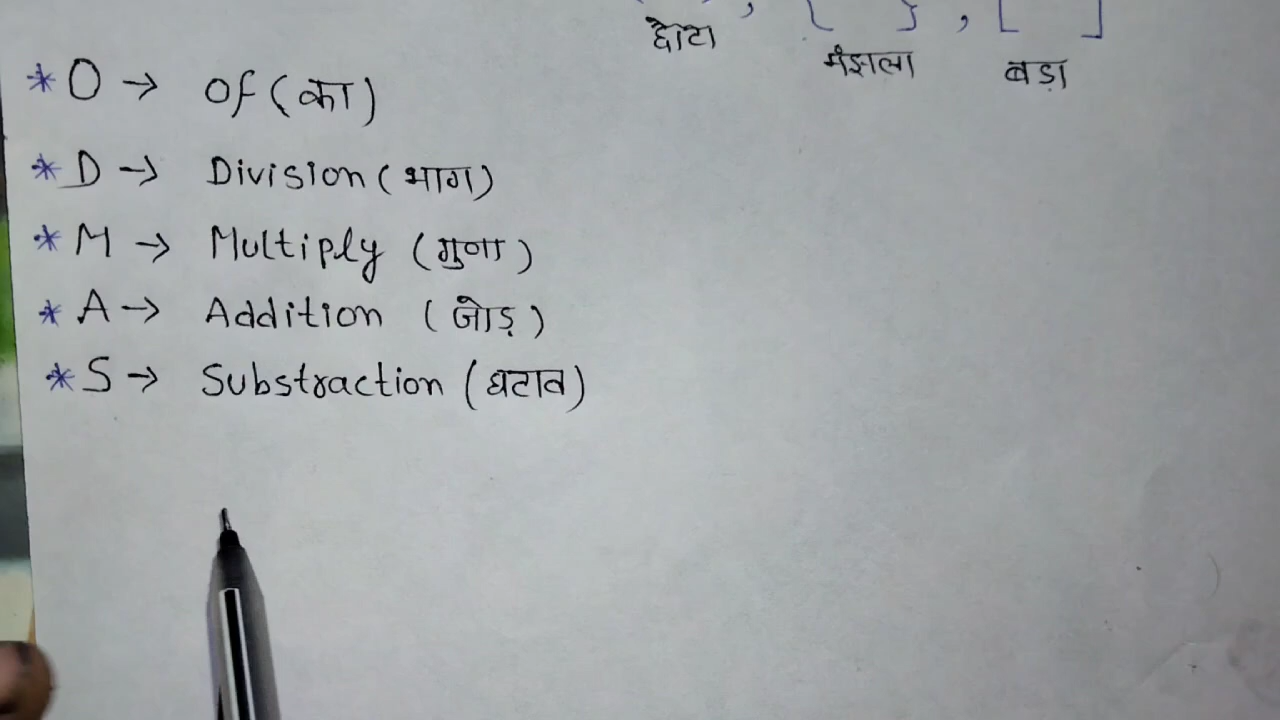 , { } , [ ]
छोटा मंझला बड़ा
* O → Of (का)
* D → Division (भाग)
* M → Multiply (गुणा)
* A → Addition (जोड़)
* S → Substraction (घटाव)